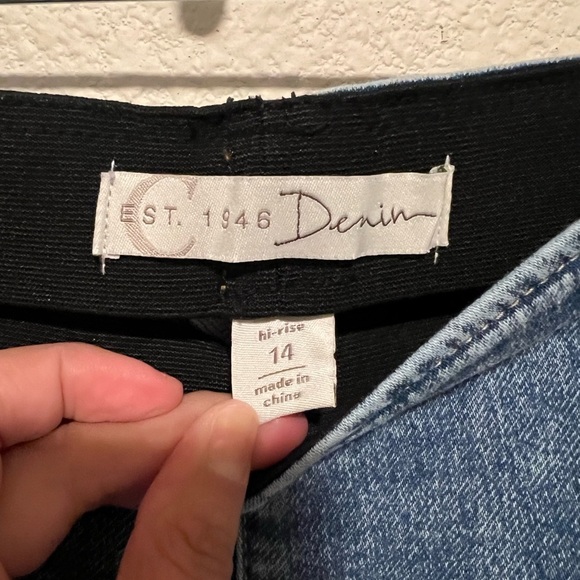 C
EST. 1946 Denim
hi-rise
14
made in
china